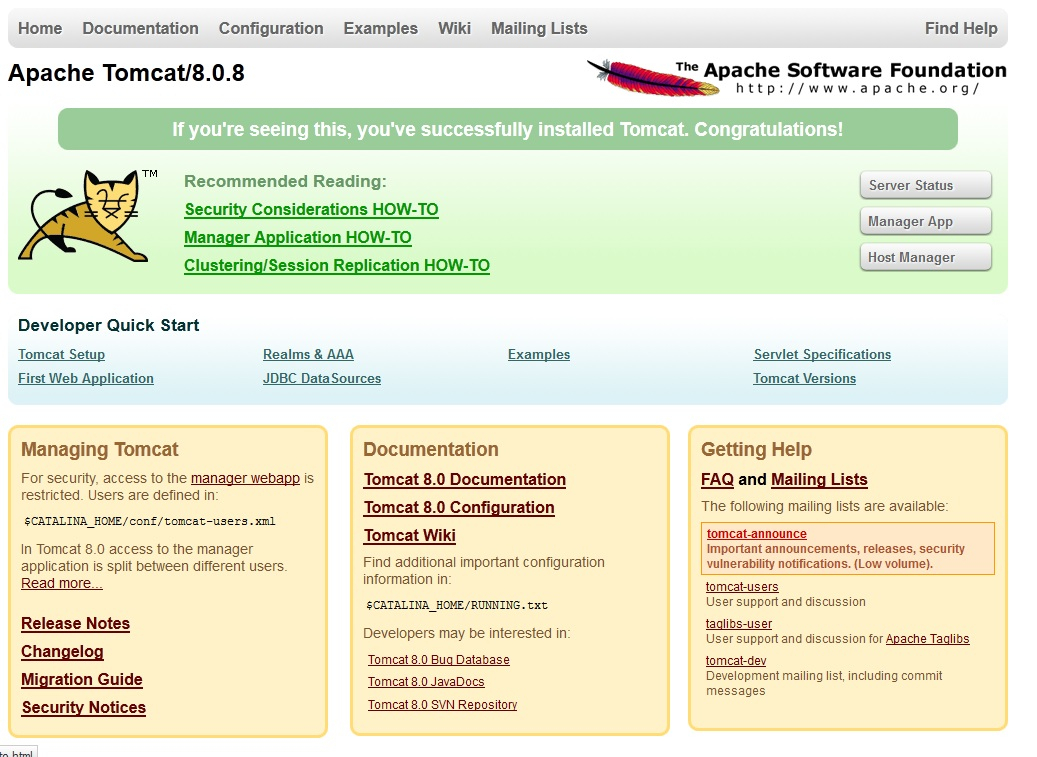 Home Documentation Configuration Examples Wiki Mailing Lists Find Help
Apache Tomcat/8.0.8
The Apache Software Foundation
http://www.apache.org/
If you're seeing this, you've successfully installed Tomcat. Congratulations!
TM
Recommended Reading:
Security Considerations HOW-TO
Manager Application HOW-TO
Clustering/Session Replication HOW-TO
Server Status
Manager App
Host Manager
Developer Quick Start
Tomcat Setup
First Web Application
Realms & AAA
JDBC DataSources
Examples
Servlet Specifications
Tomcat Versions
Managing Tomcat
For security, access to the manager webapp is
restricted. Users are defined in:
$CATALINA_HOME/conf/tomcat-users.xml
In Tomcat 8.0 access to the manager
application is split between different users.
Read more...
Release Notes
Changelog
Migration Guide
Security Notices
Documentation
Tomcat 8.0 Documentation
Tomcat 8.0 Configuration
Tomcat Wiki
Find additional important configuration
information in:
$CATALINA_HOME/RUNNING.txt
Developers may be interested in:
Tomcat 8.0 Bug Database
Tomcat 8.0 JavaDocs
Tomcat 8.0 SVN Repository
Getting Help
FAQ and Mailing Lists
The following mailing lists are available:
tomcat-announce
Important announcements, releases, security
vulnerability notifications. (Low volume).
tomcat-users
User support and discussion
taglibs-user
User support and discussion for Apache Taglibs
tomcat-dev
Development mailing list, including commit
messages